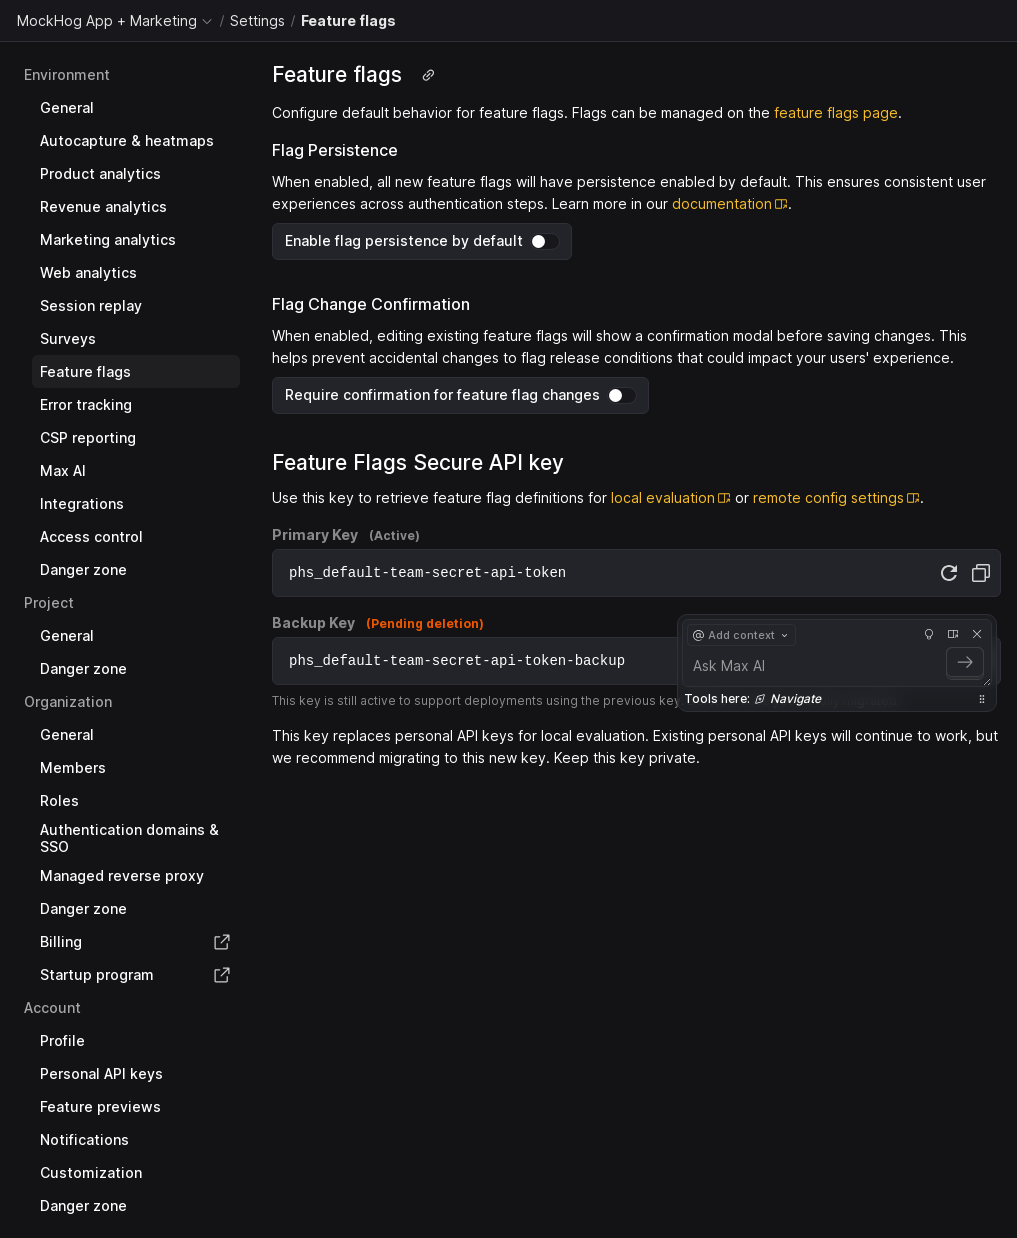 MockHog App + Marketing / Settings / Feature flags
Environment
General
Autocapture & heatmaps
Product analytics
Revenue analytics
Marketing analytics
Web analytics
Session replay
Surveys
Feature flags
Error tracking
CSP reporting
Max AI
Integrations
Access control
Danger zone
Project
General
Danger zone
Organization
General
Members
Roles
Authentication domains &
SSO
Managed reverse proxy
Danger zone
Billing
Startup program
Account
Profile
Personal API keys
Feature previews
Notifications
Customization
Danger zone
Feature flags
Configure default behavior for feature flags. Flags can be managed on the feature flags page.
Flag Persistence
When enabled, all new feature flags will have persistence enabled by default. This ensures consistent user
experiences across authentication steps. Learn more in our documentation.
Enable flag persistence by default
Flag Change Confirmation
When enabled, editing existing feature flags will show a confirmation modal before saving changes. This
helps prevent accidental changes to flag release conditions that could impact your users' experience.
Require confirmation for feature flag changes
Feature Flags Secure API key
Use this key to retrieve feature flag definitions for local evaluation or remote config settings.
Primary Key (Active)
phs_default-team-secret-api-token
Backup Key (Pending deletion)
phs_default-team-secret-api-token-backup
This key is still active to support deployments using the previous key
@ Add context
Ask Max AI
Tools here: Navigate
This key replaces personal API keys for local evaluation. Existing personal API keys will continue to work, but
we recommend migrating to this new key. Keep this key private.